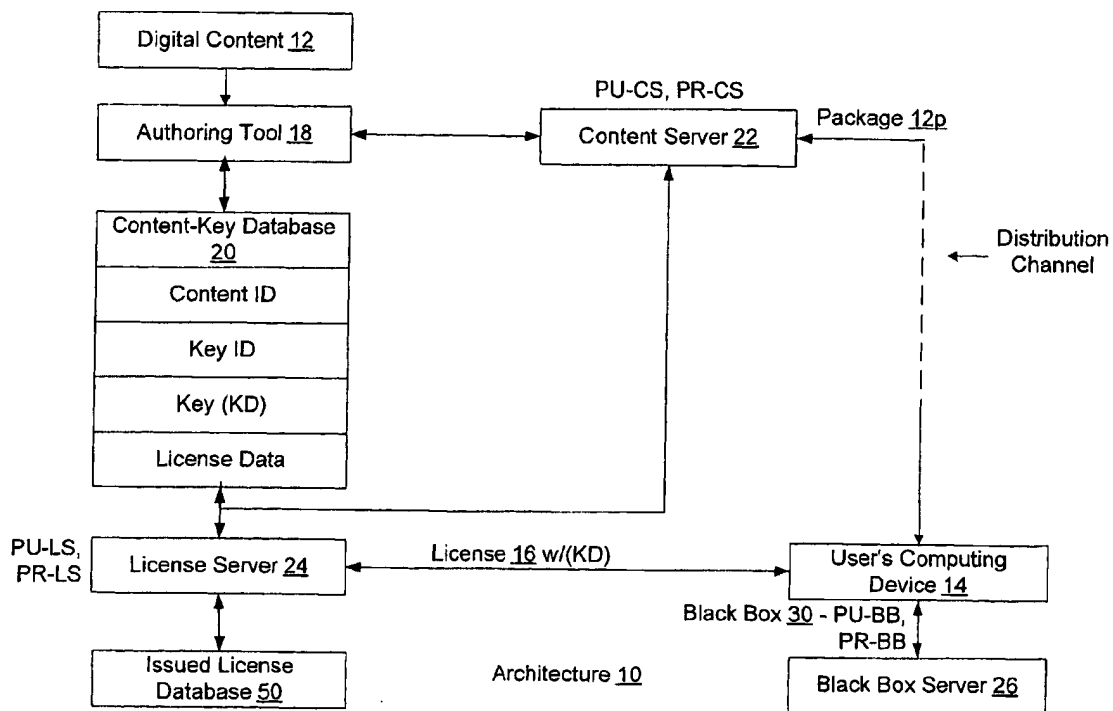 Digital Content 12
PU-CS, PR-CS
Package 12p
Authoring Tool 18
Content Server 22
Content-Key Database
20
Distribution
Channel
Content ID
Key ID
Key (KD)
License Data
PU-LS,
PR-LS
License Server 24
License 16 w/(KD)
User's Computing
Device 14
Black Box 30 - PU-BB,
PR-BB
Issued License
Database 50
Architecture 10
Black Box Server 26